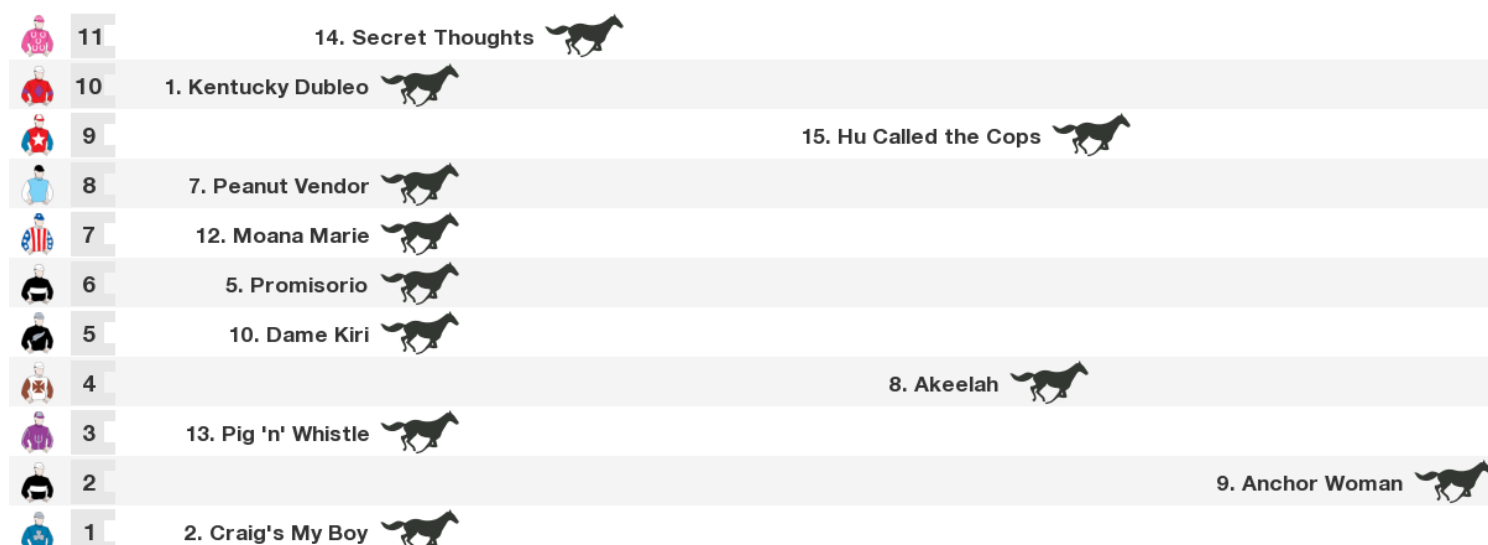 11 14. Secret Thoughts
10 1. Kentucky Dubleo
9 15. Hu Called the Cops
8 7. Peanut Vendor
7 12. Moana Marie
6 5. Promisorio
5 10. Dame Kiri
4 8. Akeelah
3 13. Pig 'n' Whistle
2 9. Anchor Woman
1 2. Craig's My Boy